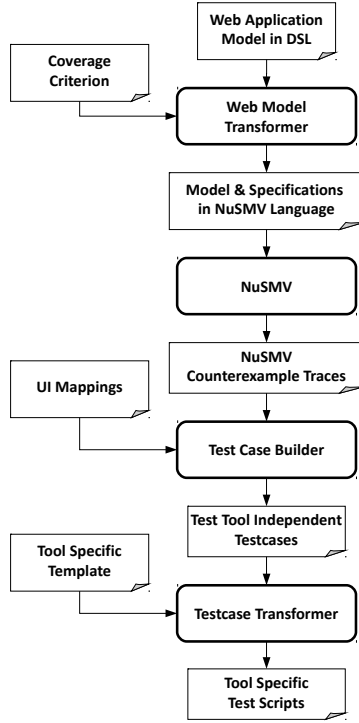 Web Application
Model in DSL
Coverage
Criterion
Web Model
Transformer
Model & Specifications
in NuSMV Language
NuSMV
NuSMV
Counterexample Traces
UI Mappings
Test Case Builder
Test Tool Independent
Testcases
Tool Specific
Template
Testcase Transformer
Tool Specific
Test Scripts